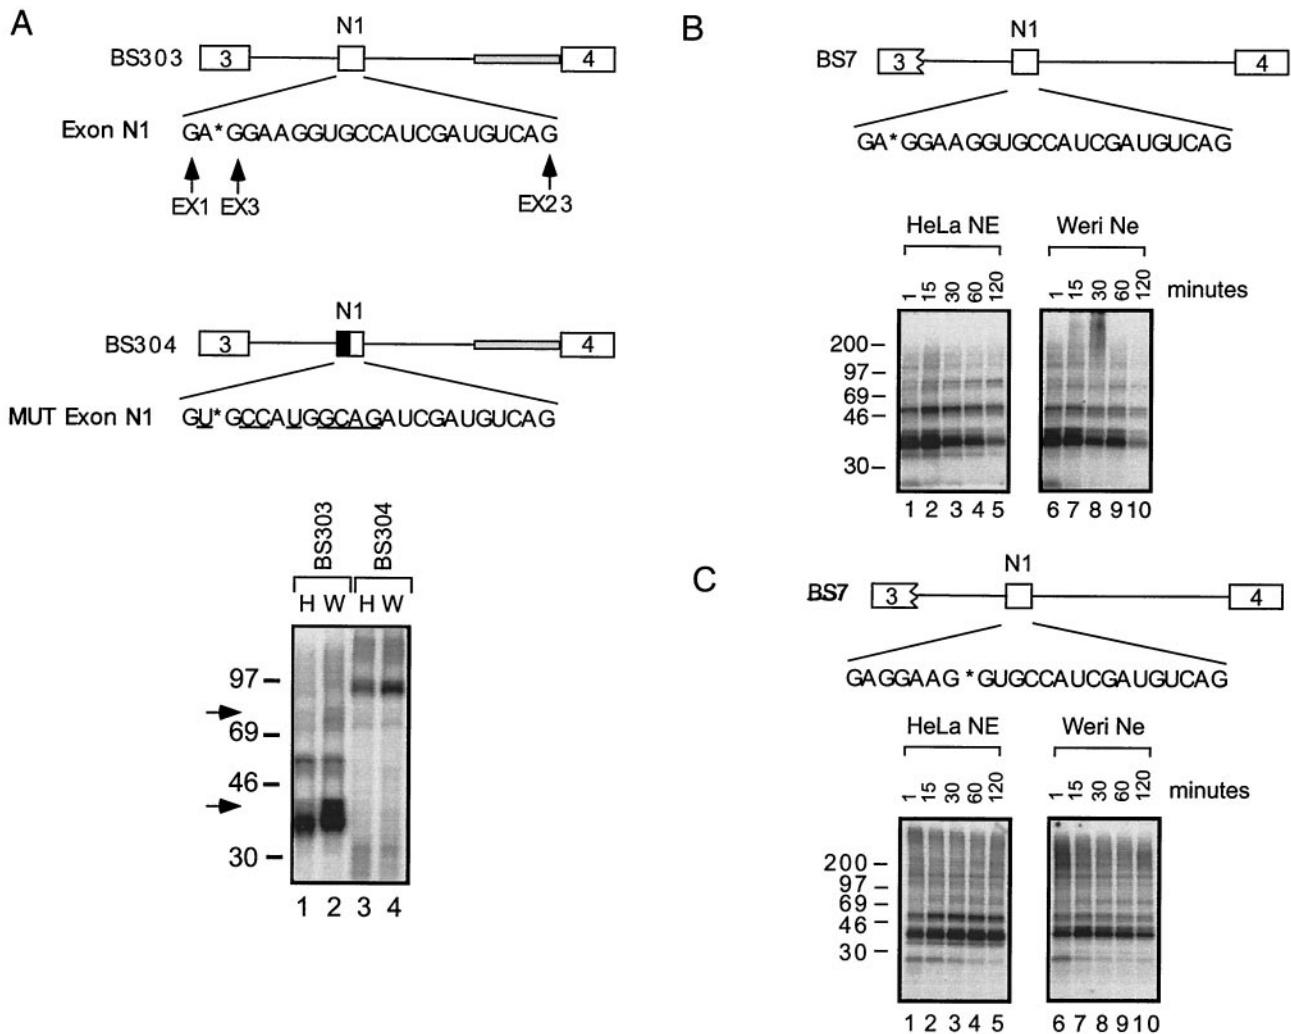 A
N1
BS303
3
4
Exon N1
GA*GGAAGGUGCCAUCGAUGUCAG
EX1 EX3 EX23
N1
BS304
3
4
MUT Exon N1
GU*GCCAUGGCAGAUCGAUGUCAG
BS303 BS304
H W H W
97
69
46
30
1 2 3 4
B
N1
BS7
3
4
GA*GGAAGGUGCCAUCGAUGUCAG
HeLa NE Weri Ne
1 15 30 60 120 1 15 30 60 120 minutes
200
97
69
46
30
1 2 3 4 5 6 7 8 9 10
C
N1
BS7
3
4
GAGGAAG*GUGCCAUCGAUGUCAG
HeLa NE Weri Ne
1 15 30 60 120 1 15 30 60 120 minutes
200
97
69
46
30
1 2 3 4 5 6 7 8 9 10